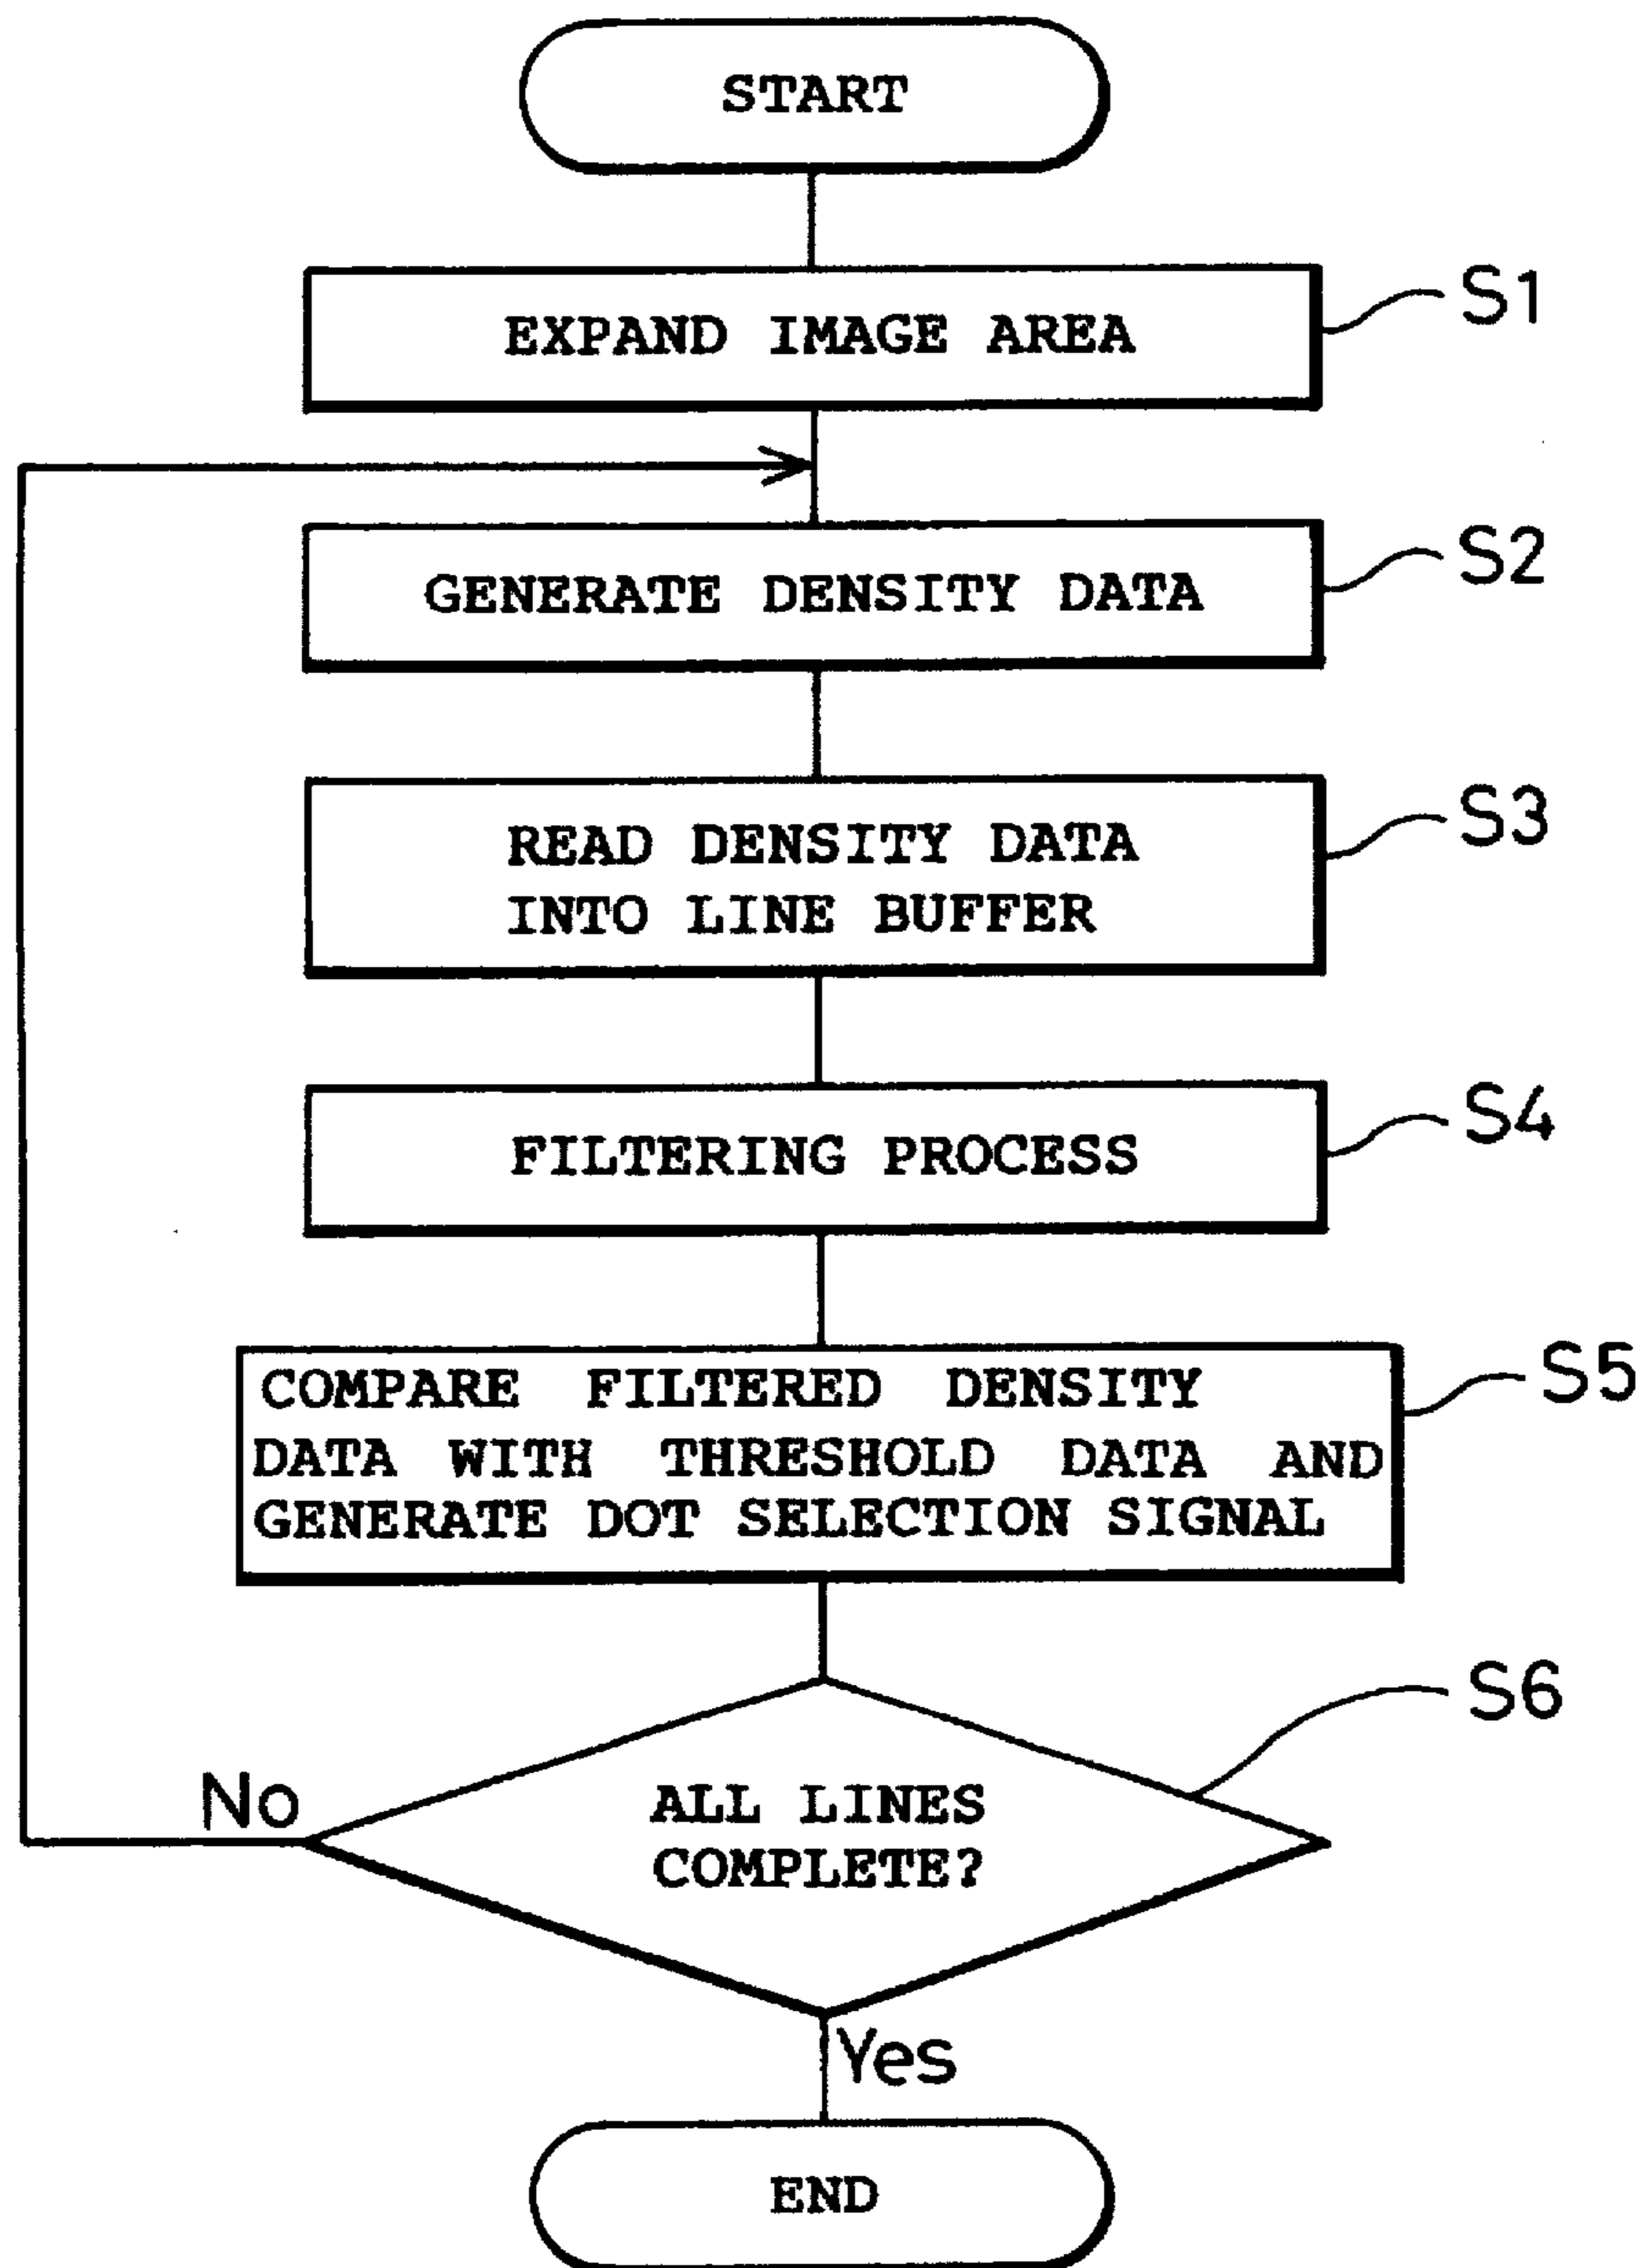 START
EXPAND IMAGE AREA
S1
GENERATE DENSITY DATA
S2
READ DENSITY DATA
INTO LINE BUFFER
S3
FILTERING PROCESS
S4
COMPARE FILTERED DENSITY
DATA WITH THRESHOLD DATA AND
GENERATE DOT SELECTION SIGNAL
S5
ALL LINES
COMPLETE?
S6
No
Yes
END